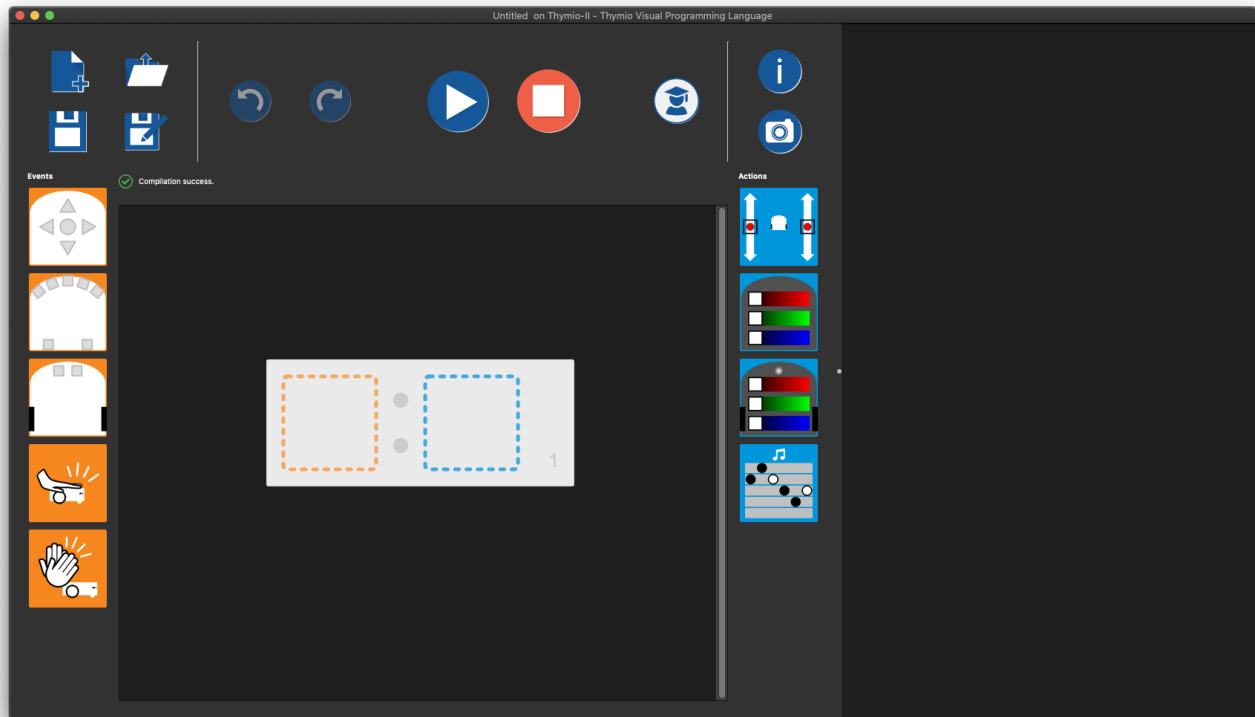 Untitled on Thymio-II - Thymio Visual Programming Language
i
Events
Compilation success.
Actions
1